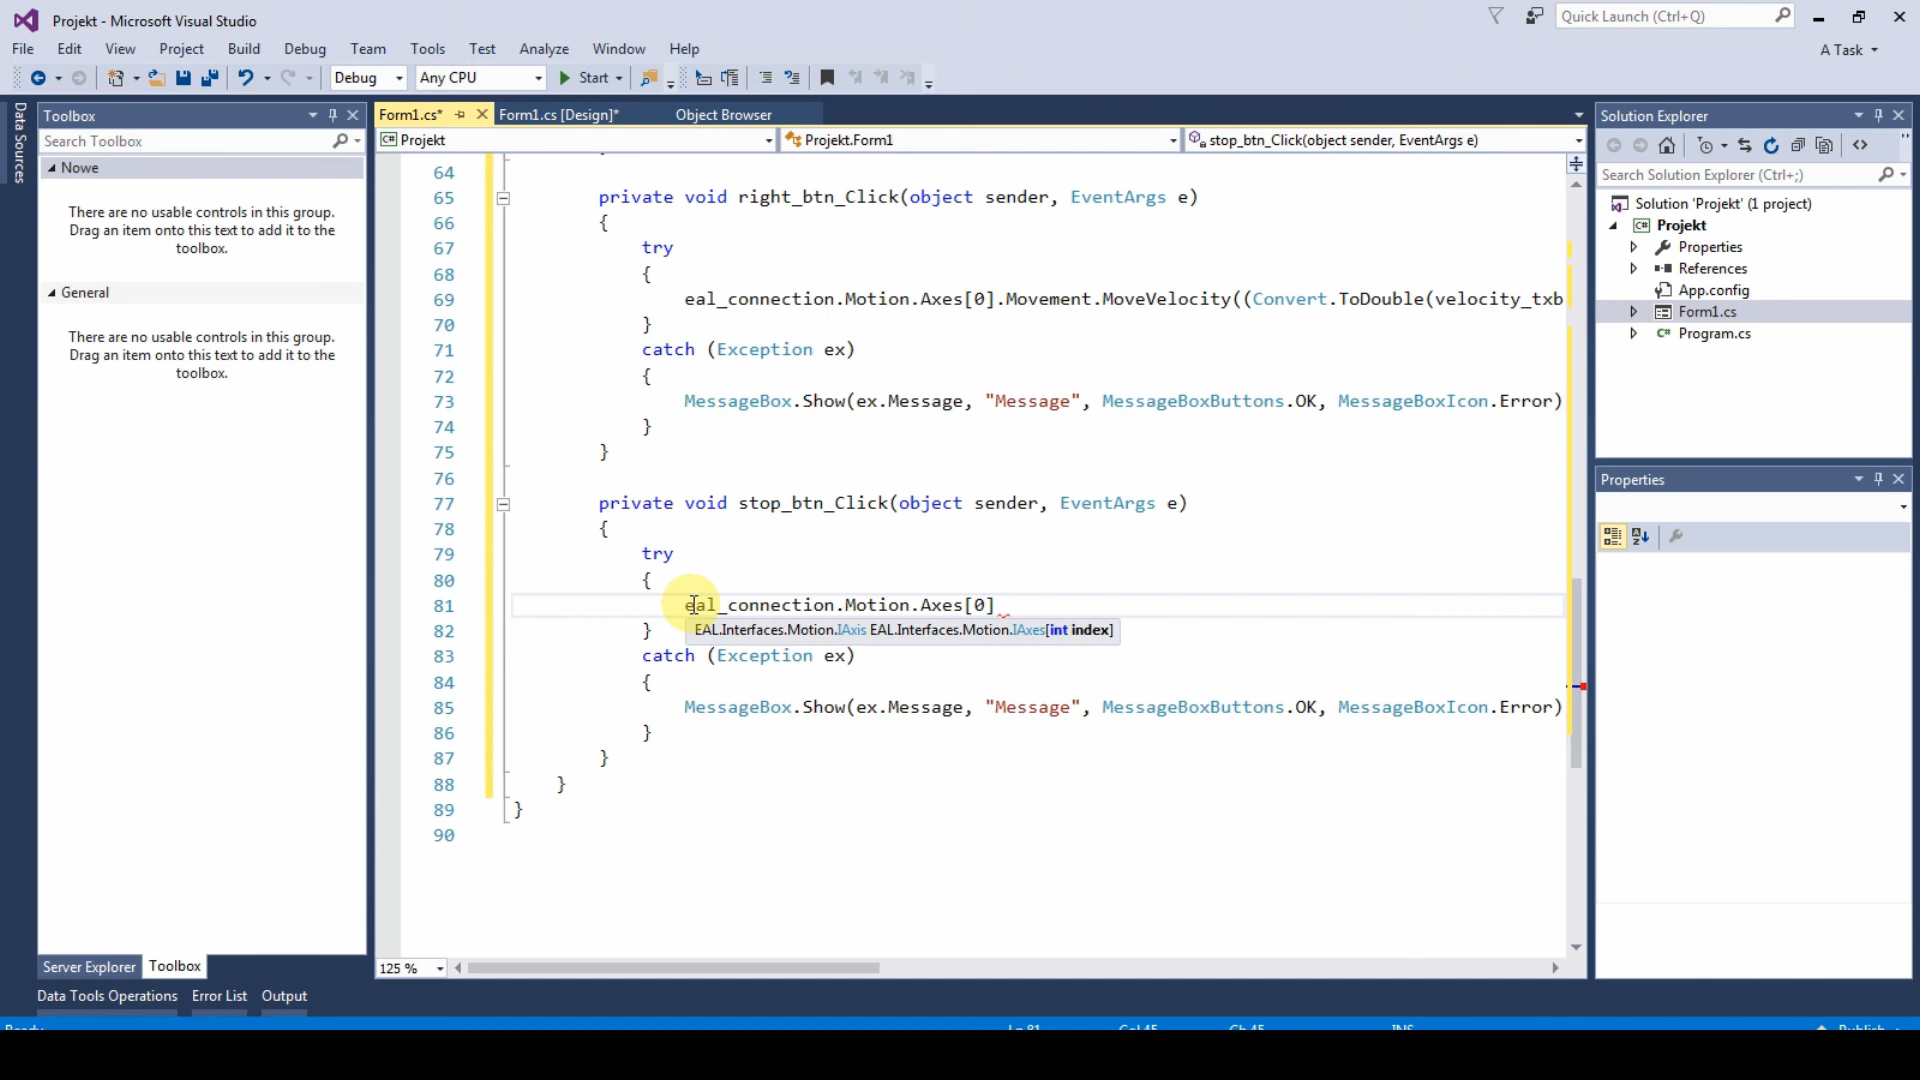 Projekt - Microsoft Visual Studio
Quick Launch (Ctrl+Q)
File Edit View Project Build Debug Team Tools Test Analyze Window Help
A Task
Debug Any CPU Start
Data Sources
Toolbox
Search Toolbox
Nowe
There are no usable controls in this group.
Drag an item onto this text to add it to the
toolbox.
General
There are no usable controls in this group.
Drag an item onto this text to add it to the
toolbox.
Server Explorer Toolbox
Form1.cs* Form1.cs [Design]* Object Browser
Projekt Projekt.Form1 stop_btn_Click(object sender, EventArgs e)
64
65 private void right_btn_Click(object sender, EventArgs e)
66 {
67 try
68 {
69 eal_connection.Motion.Axes[0].Movement.MoveVelocity((Convert.ToDouble(velocity_txb
70 }
71 catch (Exception ex)
72 {
73 MessageBox.Show(ex.Message, "Message", MessageBoxButtons.OK, MessageBoxIcon.Error)
74 }
75 }
76
77 private void stop_btn_Click(object sender, EventArgs e)
78 {
79 try
80 {
81 eal_connection.Motion.Axes[0]
EAL.Interfaces.Motion.IAxis EAL.Interfaces.Motion.IAxes[int index]
82 }
83 catch (Exception ex)
84 {
85 MessageBox.Show(ex.Message, "Message", MessageBoxButtons.OK, MessageBoxIcon.Error)
86 }
87 }
88 }
89 }
90
125 %
Solution Explorer
Search Solution Explorer (Ctrl+;)
Solution 'Projekt' (1 project)
Projekt
Properties
References
App.config
Form1.cs
C# Program.cs
Properties
Data Tools Operations Error List Output
Ready Ln 81 Col 45 Ch 45 INS Publish